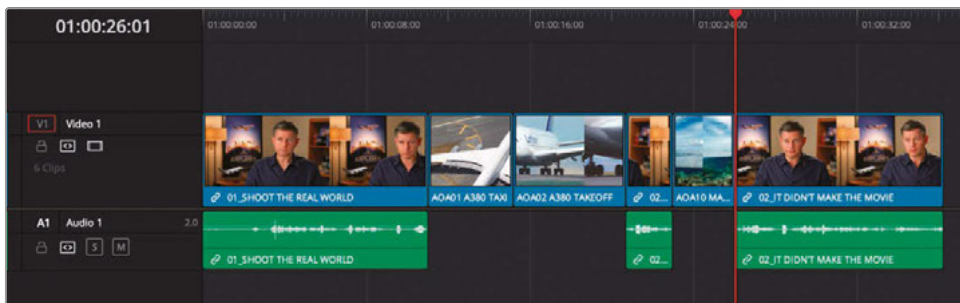 01:00:26:01
01:00:00:00 01:00:08:00 01:00:16:00 01:00:24:00 01:00:32:00
V1 Video 1
6 Clips
01_SHOOT THE REAL WORLD AOA01 A380 TAXI AOA02 A380 TAKEOFF 02... AOA10 MA... 02_IT DIDN'T MAKE THE MOVIE
A1 Audio 1 2.0
S M
01_SHOOT THE REAL WORLD 02... 02_IT DIDN'T MAKE THE MOVIE